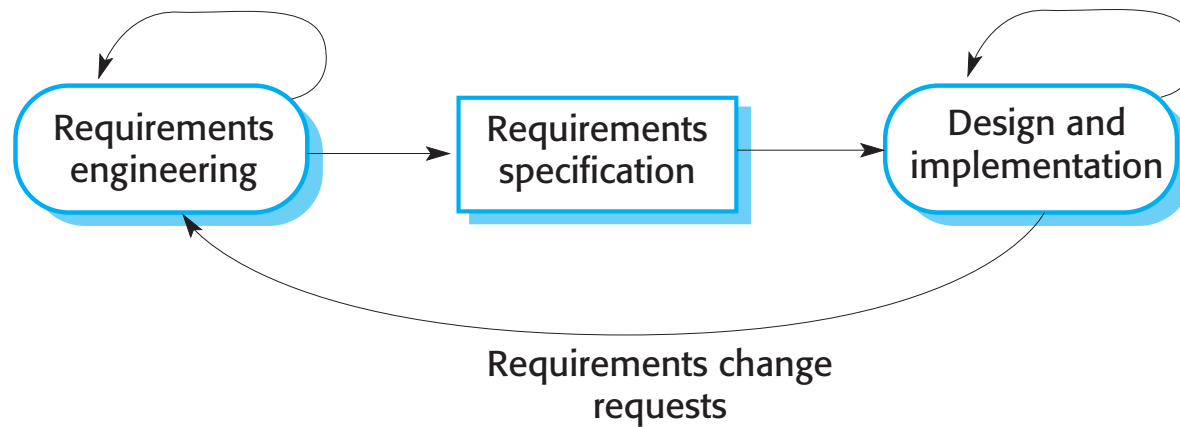 Requirements
engineering
Requirements
specification
Design and
implementation
Requirements change
requests